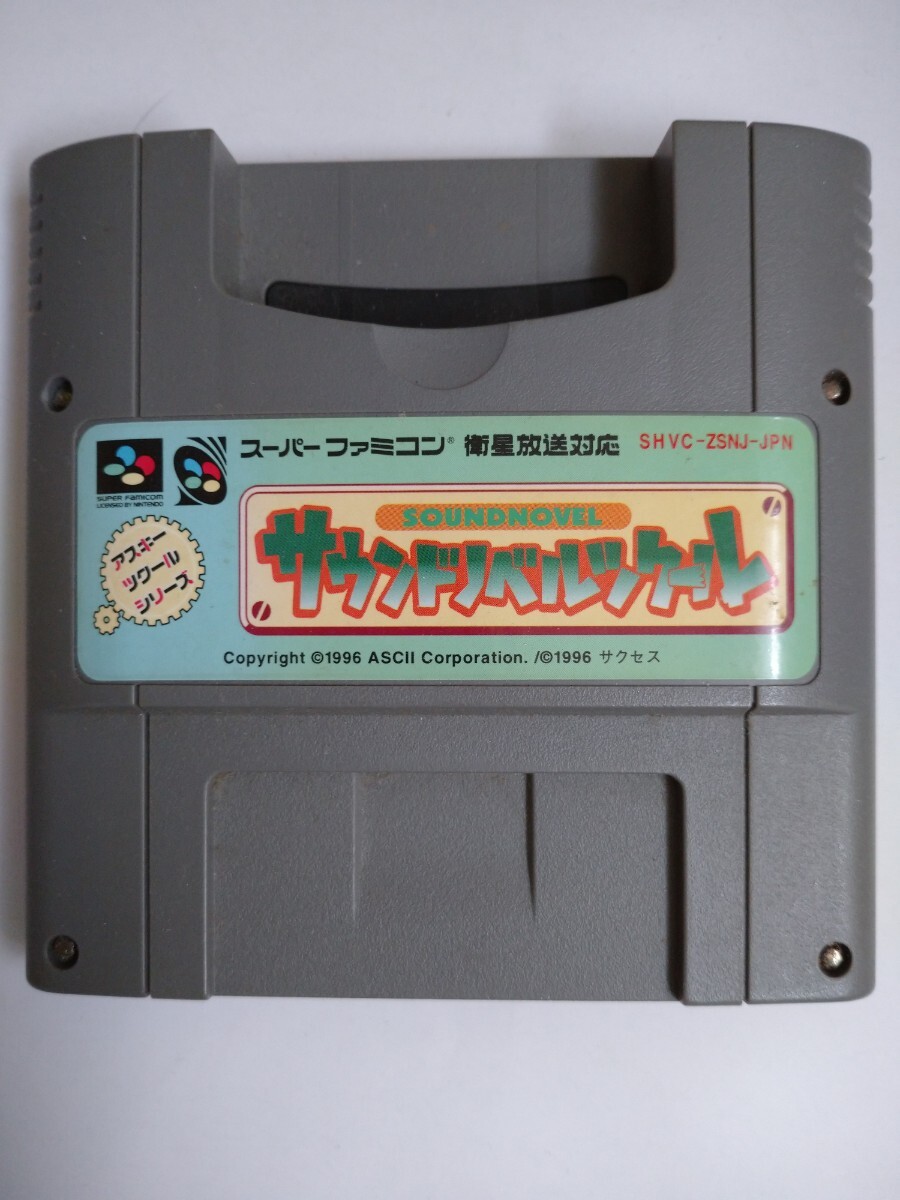 スーパーファミコン® 衛星放送対応 SHVC-ZSNJ-JPN
SUPER FAMICOM
LICENSED BY NINTENDO
アスキー
ツクール
シリーズ
SOUNDNOVEL
サウンドノベルツクール
Copyright ©1996 ASCII Corporation. /©1996 サクセス